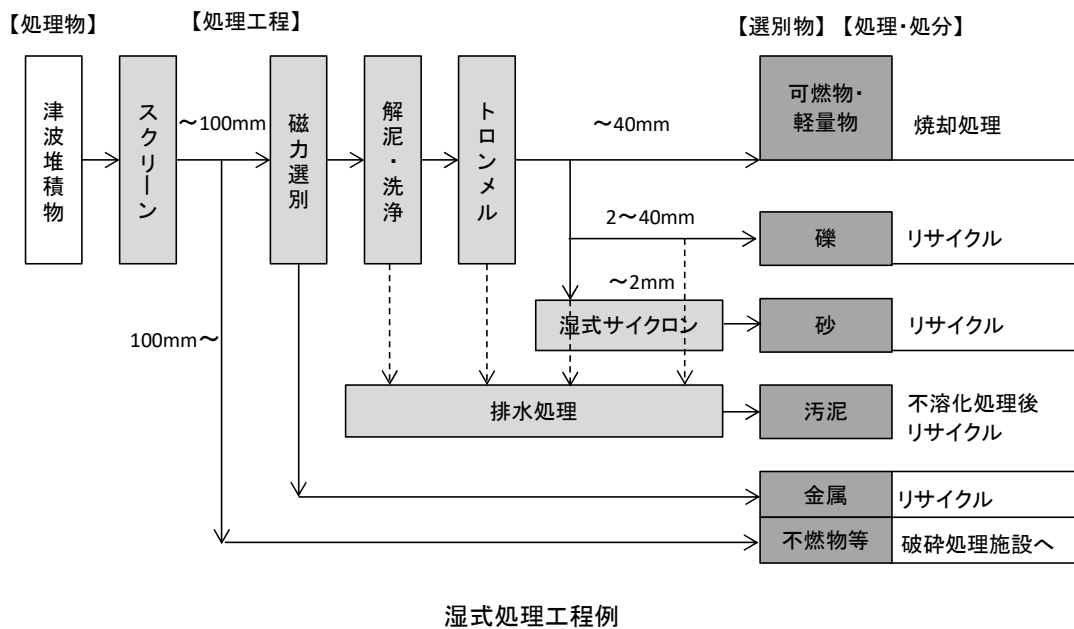 【処理物】
【処理工程】
【選別物】【処理・処分】
津波堆積物
スクリーン
～100mm
磁力選別
解泥・洗浄
トロンメル
～40mm
可燃物・
軽量物
焼却処理
2～40mm
礫
リサイクル
～2mm
湿式サイクロン
砂
リサイクル
100mm～
排水処理
汚泥
不溶化処理後
リサイクル
金属
リサイクル
不燃物等
破砕処理施設へ
湿式処理工程例